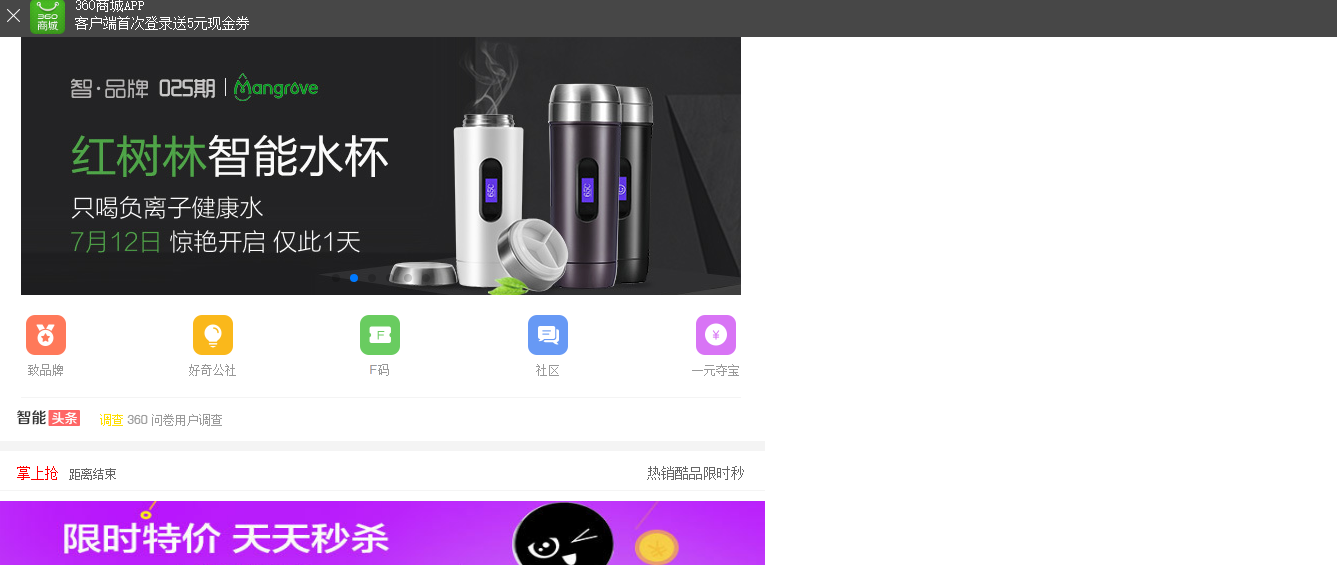 360商城APP
客户端首次登录送5元现金券
360
商城
智·品牌 025期 Mangrove
红树林智能水杯
只喝负离子健康水
7月12日 惊艳开启 仅此1天
致品牌 好奇公社 F码 社区 一元夺宝
智能头条 调查 360 问卷用户调查
掌上抢 距离结束 热销酷品限时秒
限时特价 天天秒杀